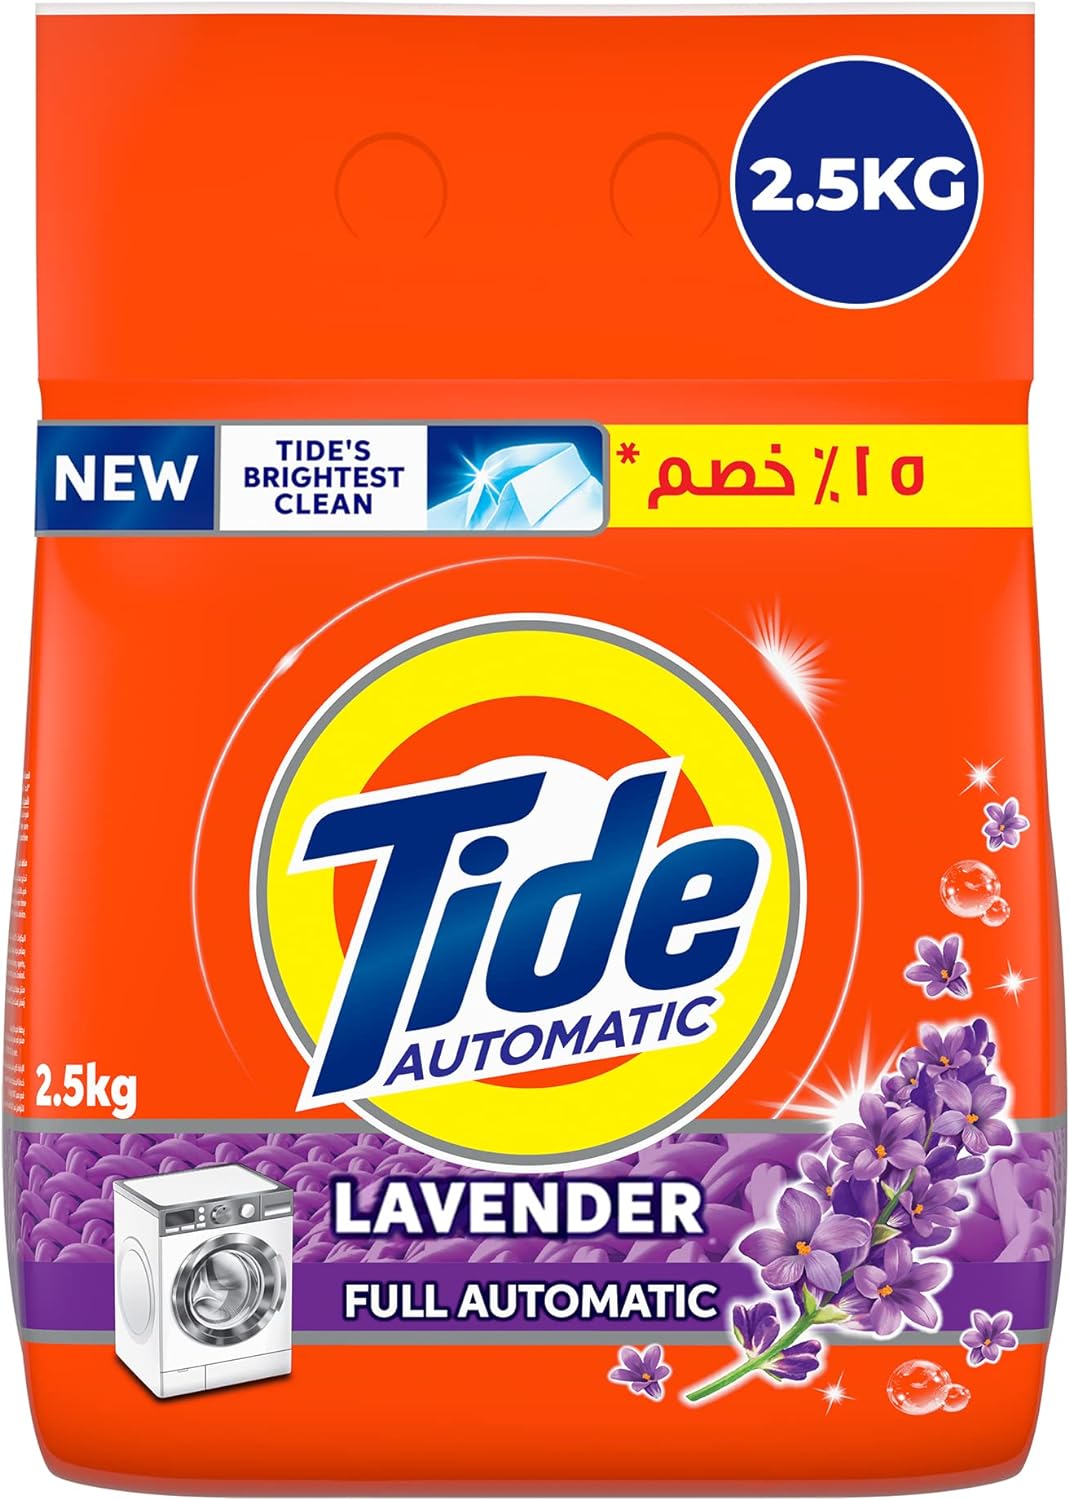 2.5KG
NEW
TIDE'S
BRIGHTEST
CLEAN
١٥٪ خصم*
Tide
AUTOMATIC
2.5kg
LAVENDER
FULL AUTOMATIC